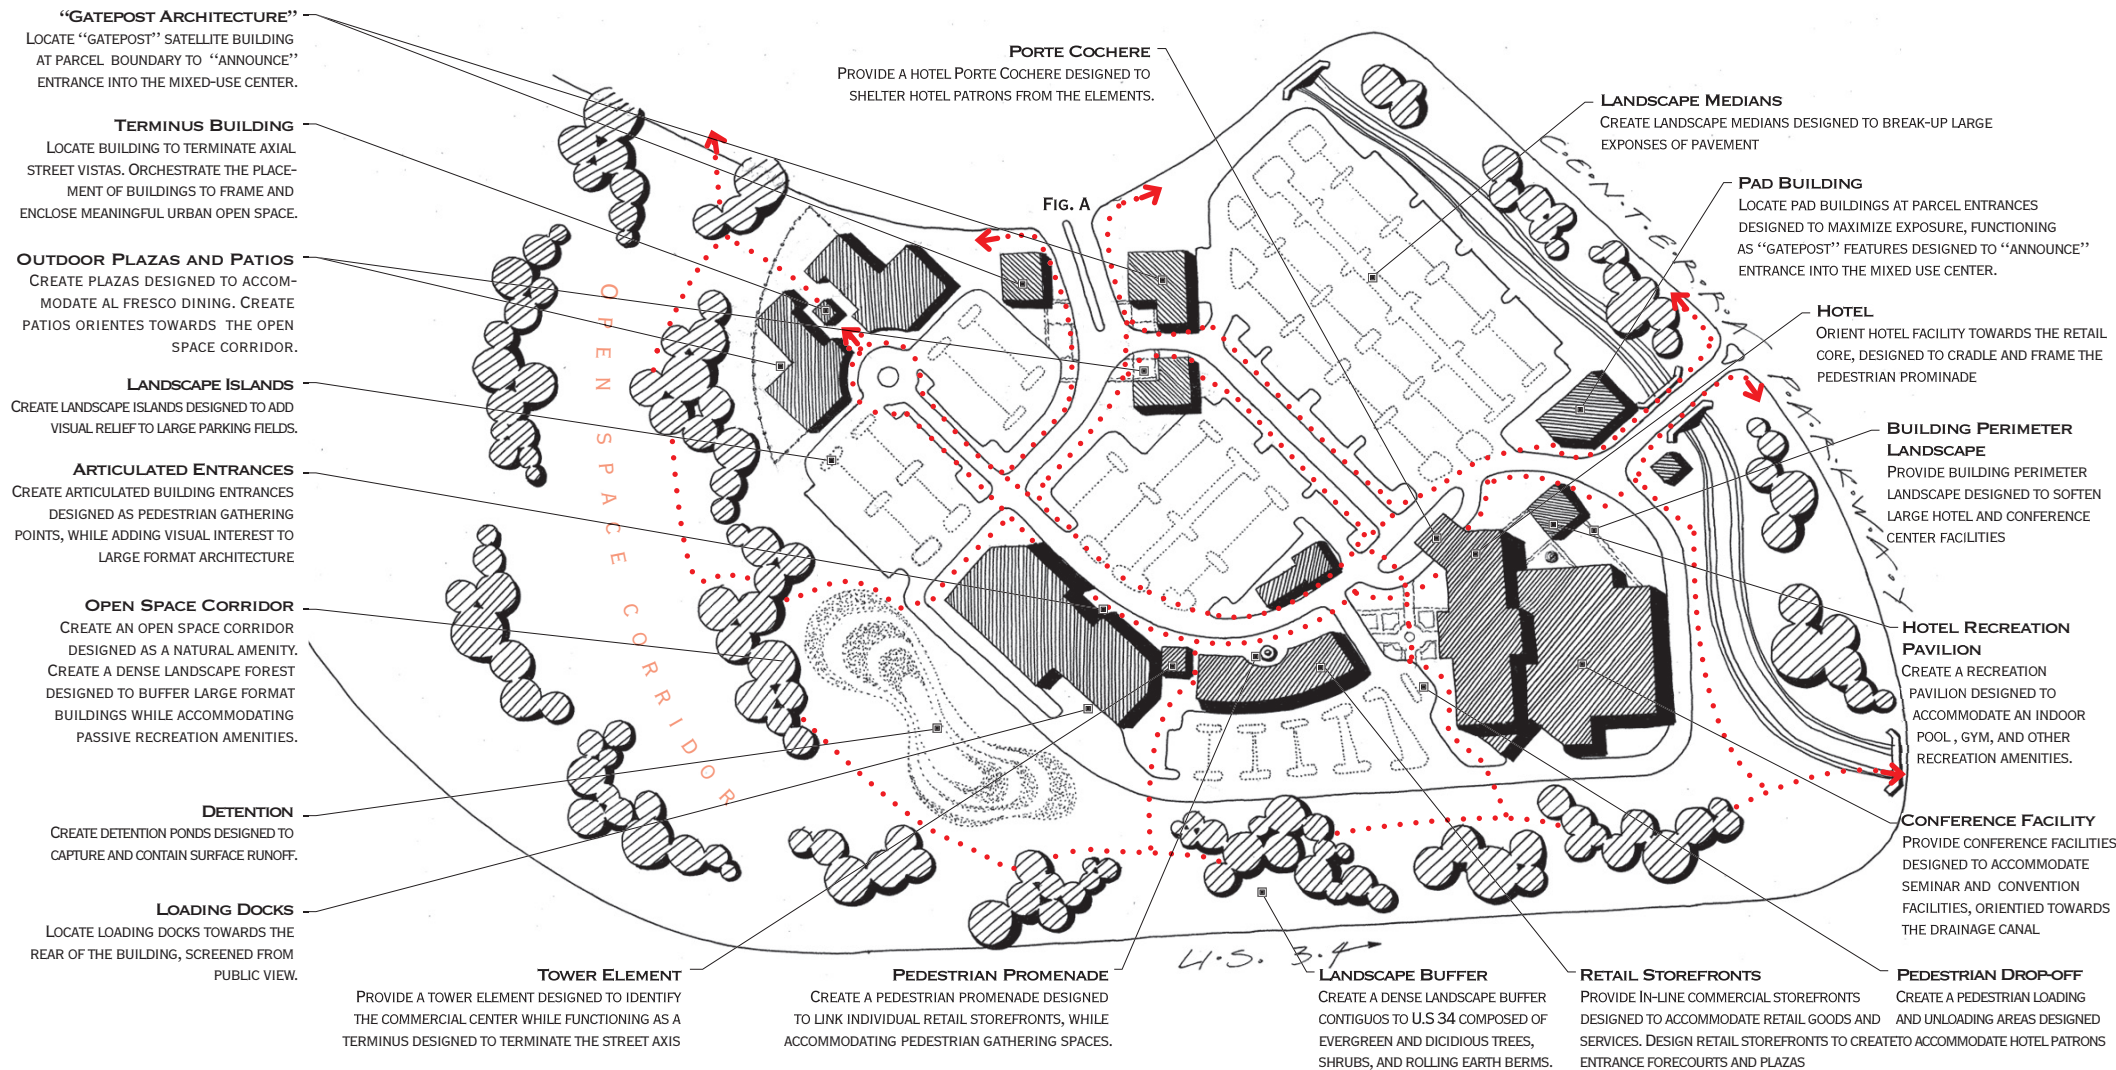 “Gatepost Architecture”
Locate “gatepost” satellite building
at parcel boundary to “announce”
entrance into the mixed-use center.
Terminus Building
Locate building to terminate axial
street vistas. Orchestrate the place-
ment of buildings to frame and
enclose meaningful urban open space.
Outdoor Plazas and Patios
Create plazas designed to accom-
modate al fresco dining. Create
patios orientes towards the open
space corridor.
Landscape Islands
Create landscape islands designed to add
visual relief to large parking fields.
Articulated Entrances
Create articulated building entrances
designed as pedestrian gathering
points, while adding visual interest to
large format architecture
Open Space Corridor
Create an open space corridor
designed as a natural amenity.
Create a dense landscape forest
designed to buffer large format
buildings while accommodating
passive recreation amenities.
Detention
Create detention ponds designed to
capture and contain surface runoff.
Loading Docks
Locate loading docks towards the
rear of the building, screened from
public view.
Tower Element
Provide a tower element designed to identify
the commercial center while functioning as a
terminus designed to terminate the street axis
Pedestrian Promenade
Create a pedestrian promenade designed
to link individual retail storefronts, while
accommodating pedestrian gathering spaces.
Landscape Buffer
Create a dense landscape buffer
contiguos to U.S 34 composed of
evergreen and dicidious trees,
shrubs, and rolling earth berms.
Retail Storefronts
Provide In-line commercial storefronts
designed to accommodate retail goods and
services. Design retail storefronts to create
entrance forecourts and plazas
Pedestrian Drop-off
Create a pedestrian loading
and unloading areas designed
to accommodate hotel patrons
Porte Cochere
Provide a hotel Porte Cochere designed to
shelter hotel patrons from the elements.
Landscape Medians
Create landscape medians designed to break-up large
exponses of pavement
Pad Building
Locate pad buildings at parcel entrances
designed to maximize exposure, functioning
as “gatepost” features designed to “announce”
entrance into the mixed use center.
Hotel
Orient hotel facility towards the retail
core, designed to cradle and frame the
pedestrian prominade
Building Perimeter
Landscape
Provide building perimeter
landscape designed to soften
large hotel and conference
center facilities
Hotel Recreation
Pavilion
Create a recreation
pavilion designed to
accommodate an indoor
pool , gym, and other
recreation amenities.
Conference Facility
Provide conference facilities
designed to accommodate
seminar and convention
facilities, orientied towards
the drainage canal
Fig. A
OPEN SPACE CORRIDOR
C.E.N.T.E.R.R.A
P.A.R.K.W.A.Y
U.S. 34